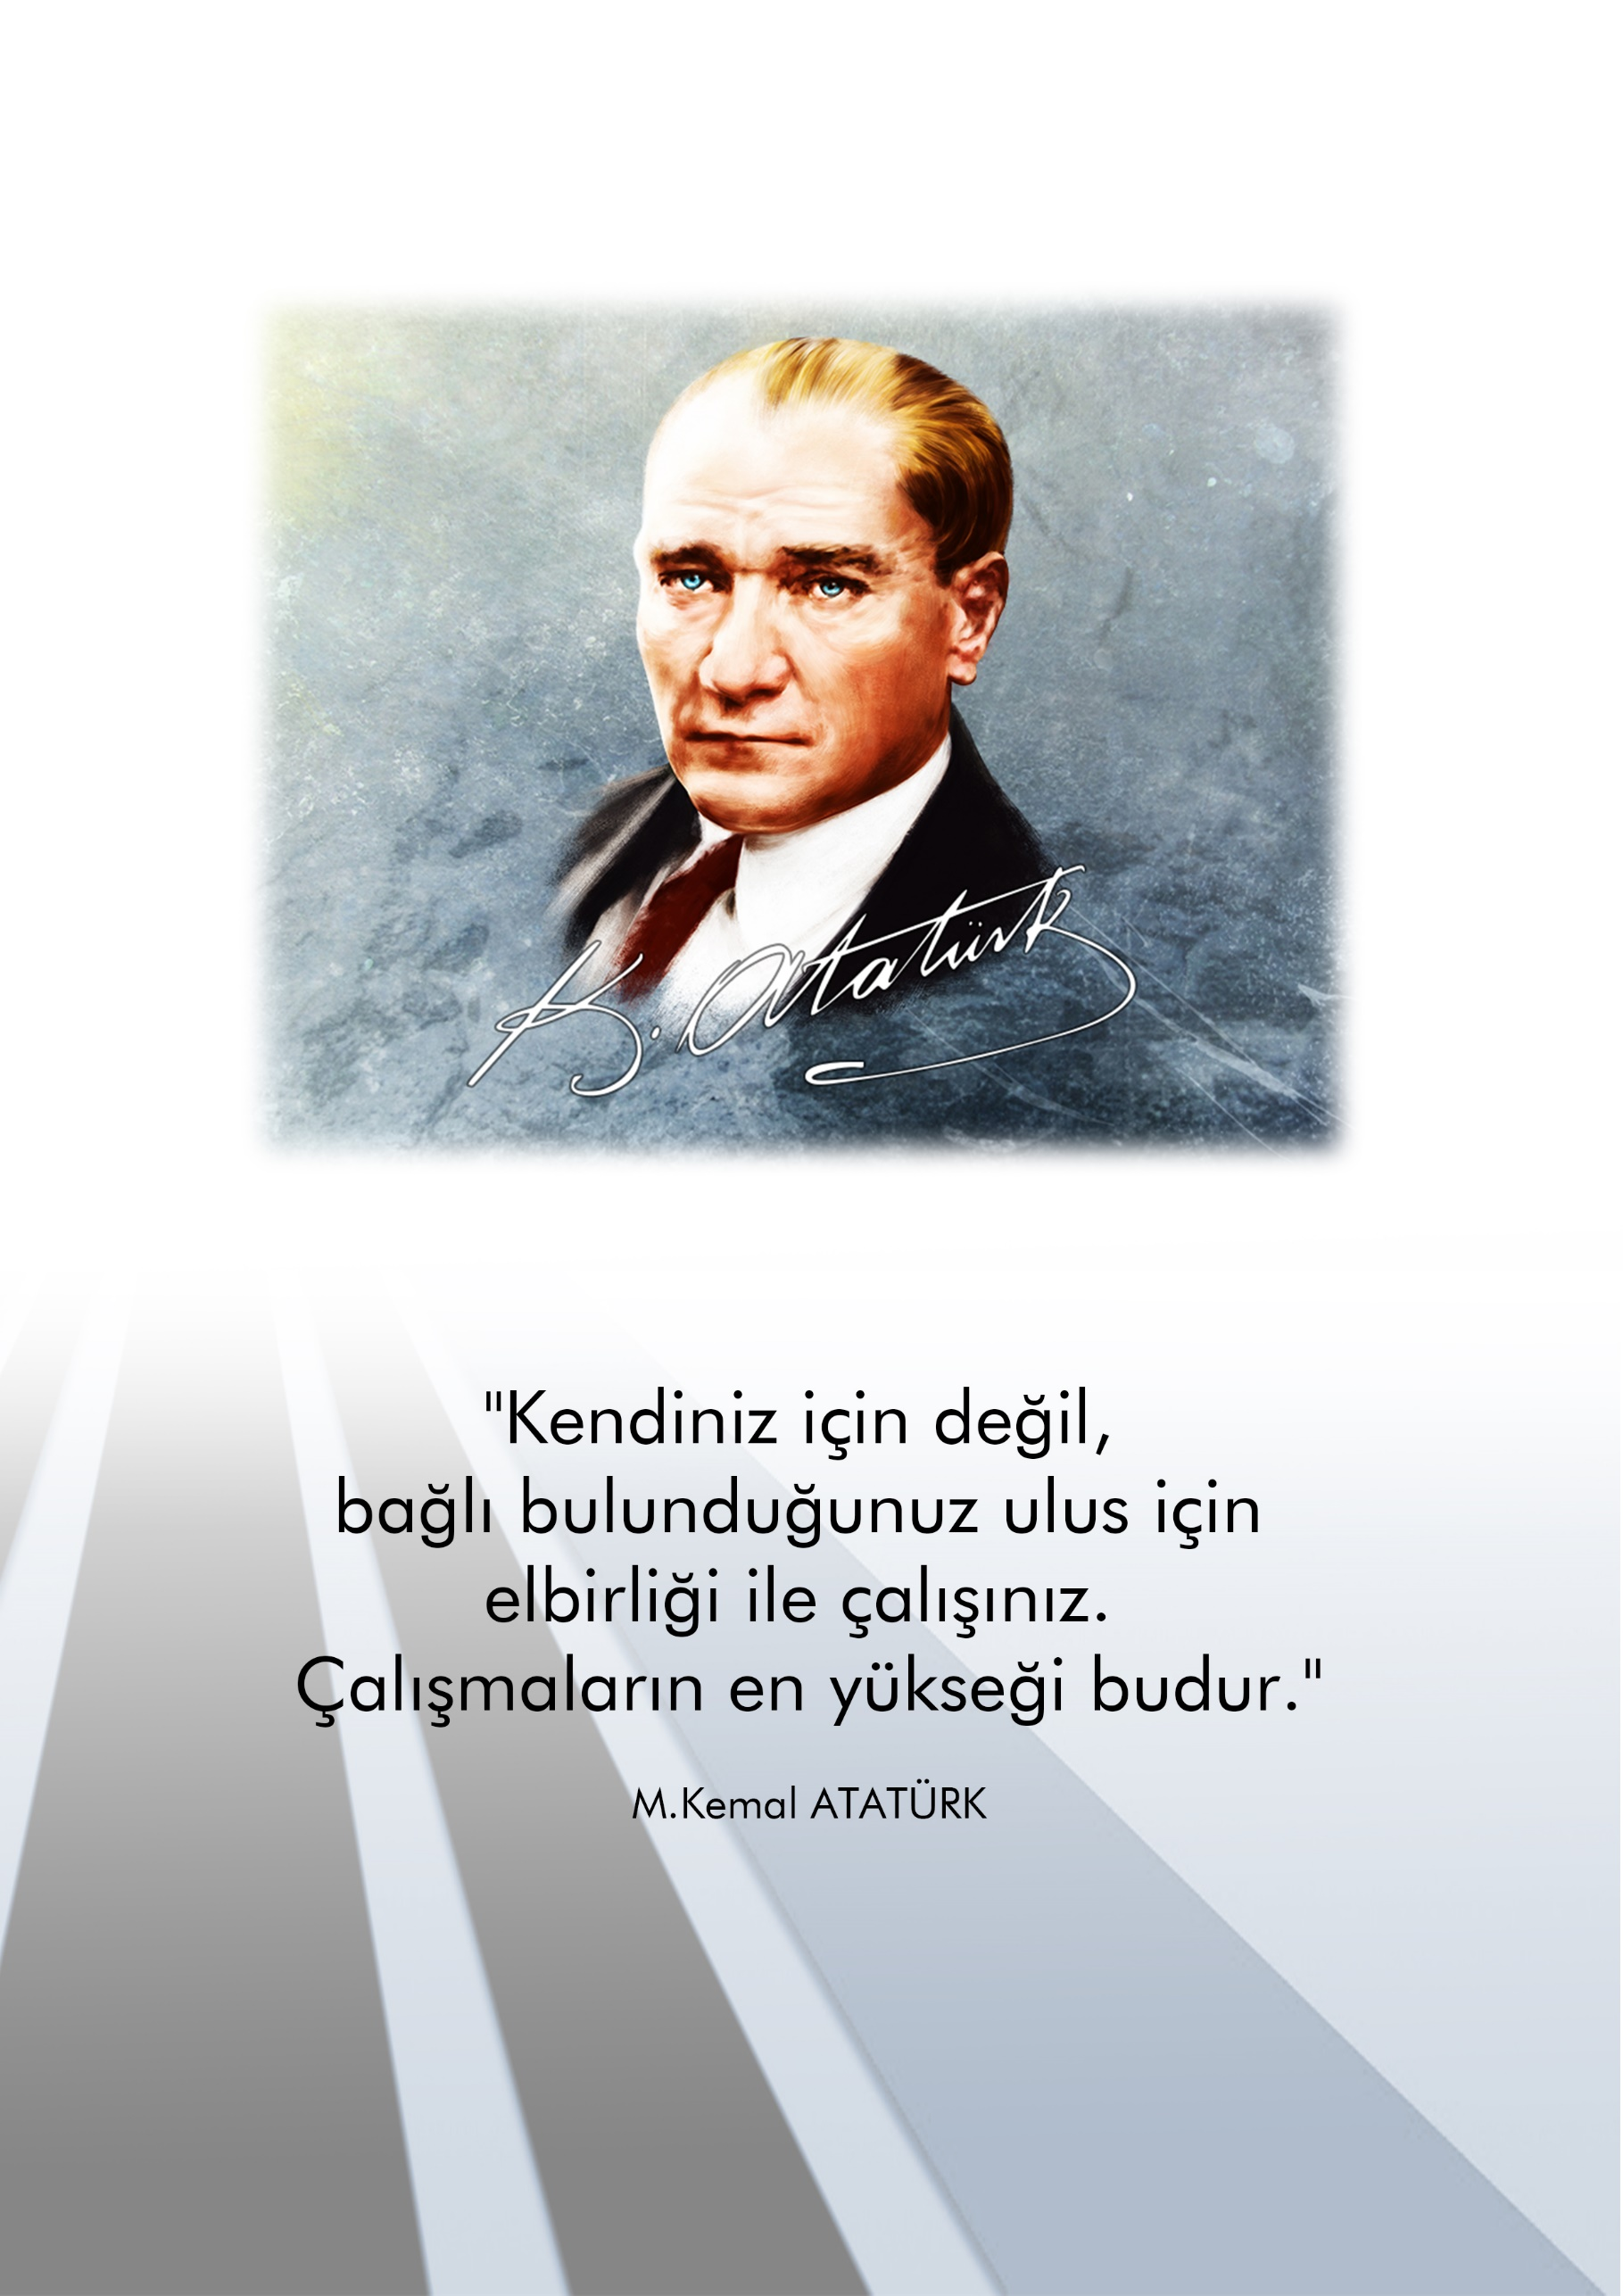 K. Atatürk
"Kendiniz için değil,
bağlı bulunduğunuz ulus için
elbirliği ile çalışınız.
Çalışmaların en yükseği budur."
M.Kemal ATATÜRK